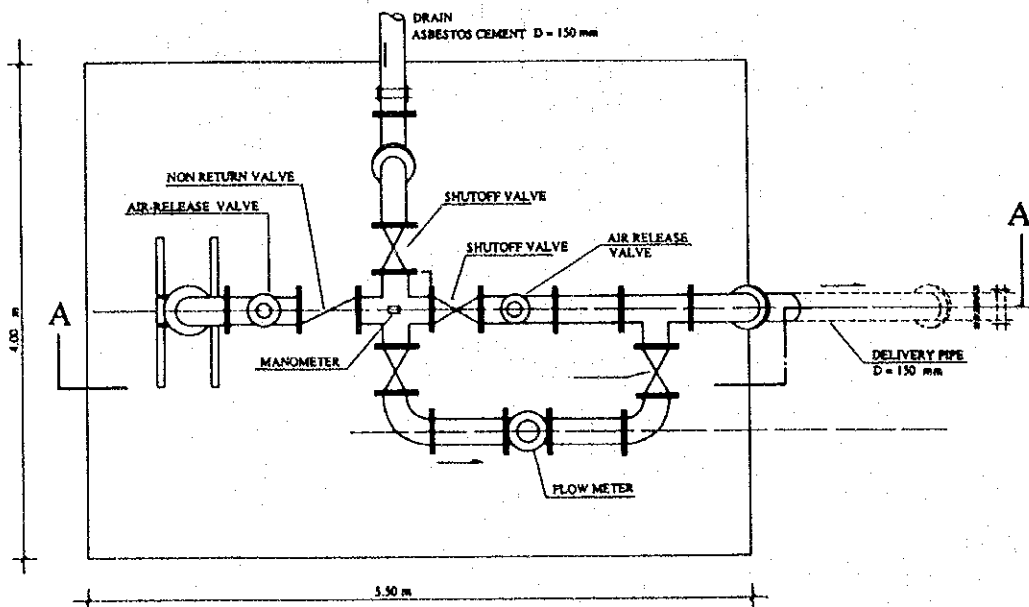 DRAIN
ASBESTOS CEMENT D = 150 mm
NON RETURN VALVE
AIR-RELEASE VALVE
SHUTOFF VALVE
SHUTOFF VALVE
AIR RELEASE
VALVE
A
A
4.00 m
MANOMETER
DELIVERY PIPE
D = 150 mm
FLOW METER
5.50 m